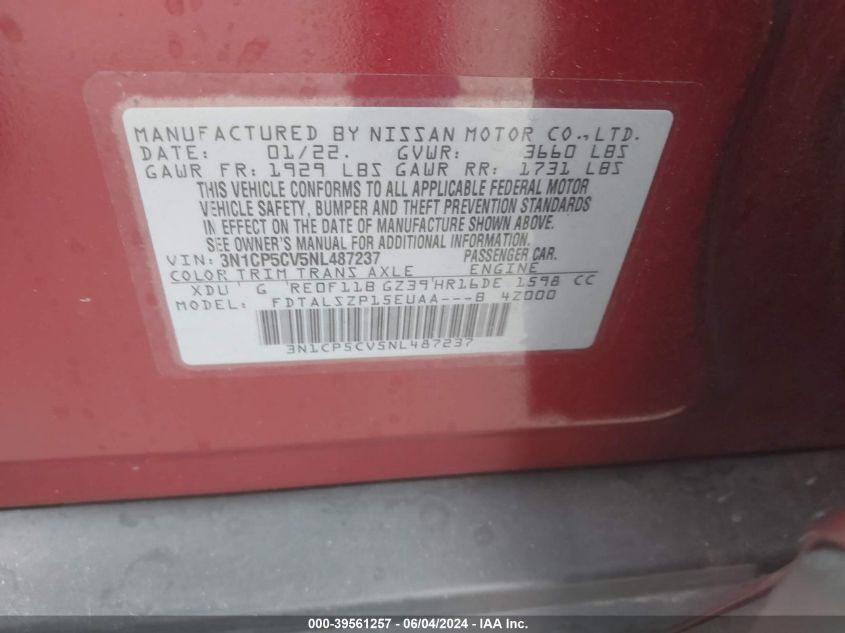 MANUFACTURED BY NISSAN MOTOR CO.,LTD.
DATE: 01/22. GVWR: 3660 LBS
GAWR FR: 1929 LBS GAWR RR: 1731 LBS
THIS VEHICLE CONFORMS TO ALL APPLICABLE FEDERAL MOTOR
VEHICLE SAFETY, BUMPER AND THEFT PREVENTION STANDARDS
IN EFFECT ON THE DATE OF MANUFACTURE SHOWN ABOVE.
SEE OWNER'S MANUAL FOR ADDITIONAL INFORMATION.
VIN: 3N1CP5CV5NL487237 PASSENGER CAR.
COLOR TRIM TRANS AXLE ENGINE
XDU G RE0F11B GZ39 HR16DE 1598 CC
MODEL: FDTALSZP15EUAA---B 4Z000
3N1CP5CV5NL487237
000-39561257 - 06/04/2024 - IAA Inc.